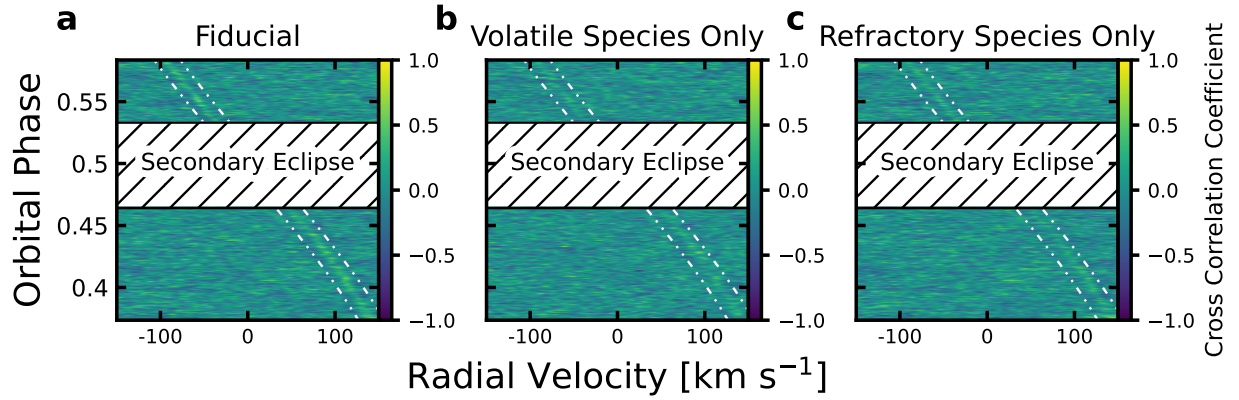 a b c
Fiducial Volatile Species Only Refractory Species Only
Orbital Phase
0.55
0.5
0.45
0.4
Secondary Eclipse Secondary Eclipse Secondary Eclipse
1.0 1.0 1.0
0.5 0.5 0.5
0.0 0.0 0.0
−0.5 −0.5 −0.5
−1.0 −1.0 −1.0
Cross Correlation Coefficient
-100 0 100 -100 0 100 -100 0 100
Radial Velocity [km s⁻¹]